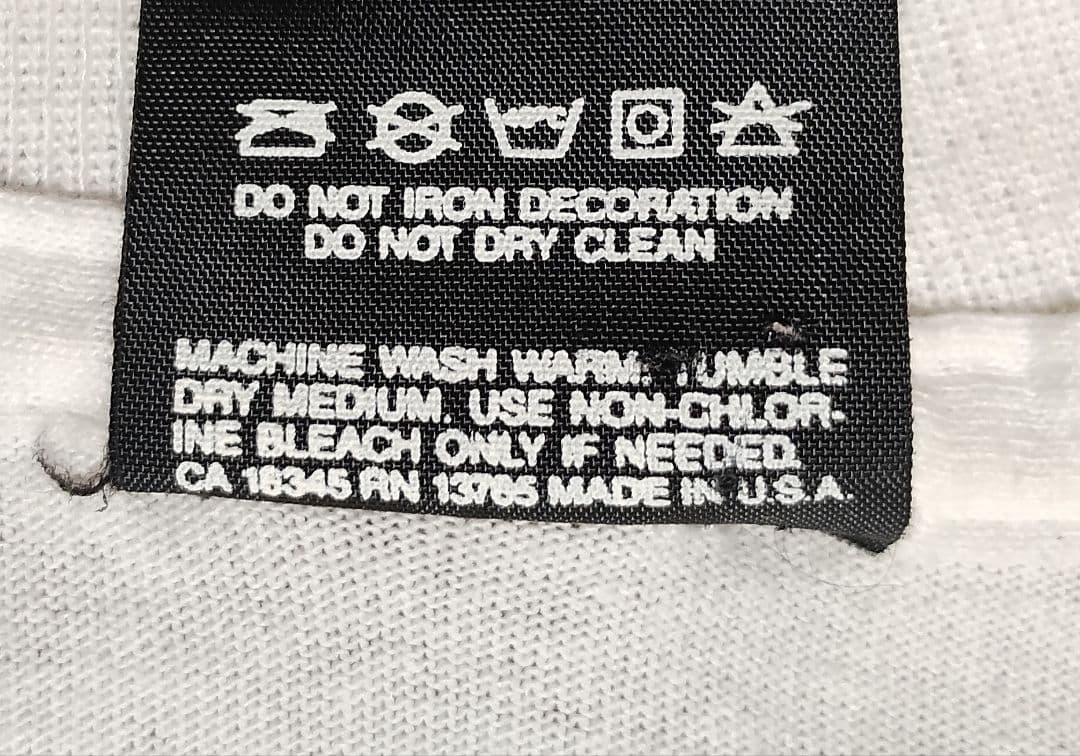 DO NOT IRON DECORATION
DO NOT DRY CLEAN
MACHINE WASH WARM. TUMBLE
DRY MEDIUM. USE NON-CHLOR-
INE BLEACH ONLY IF NEEDED.
CA 18345 RN 13765 MADE IN U.S.A.